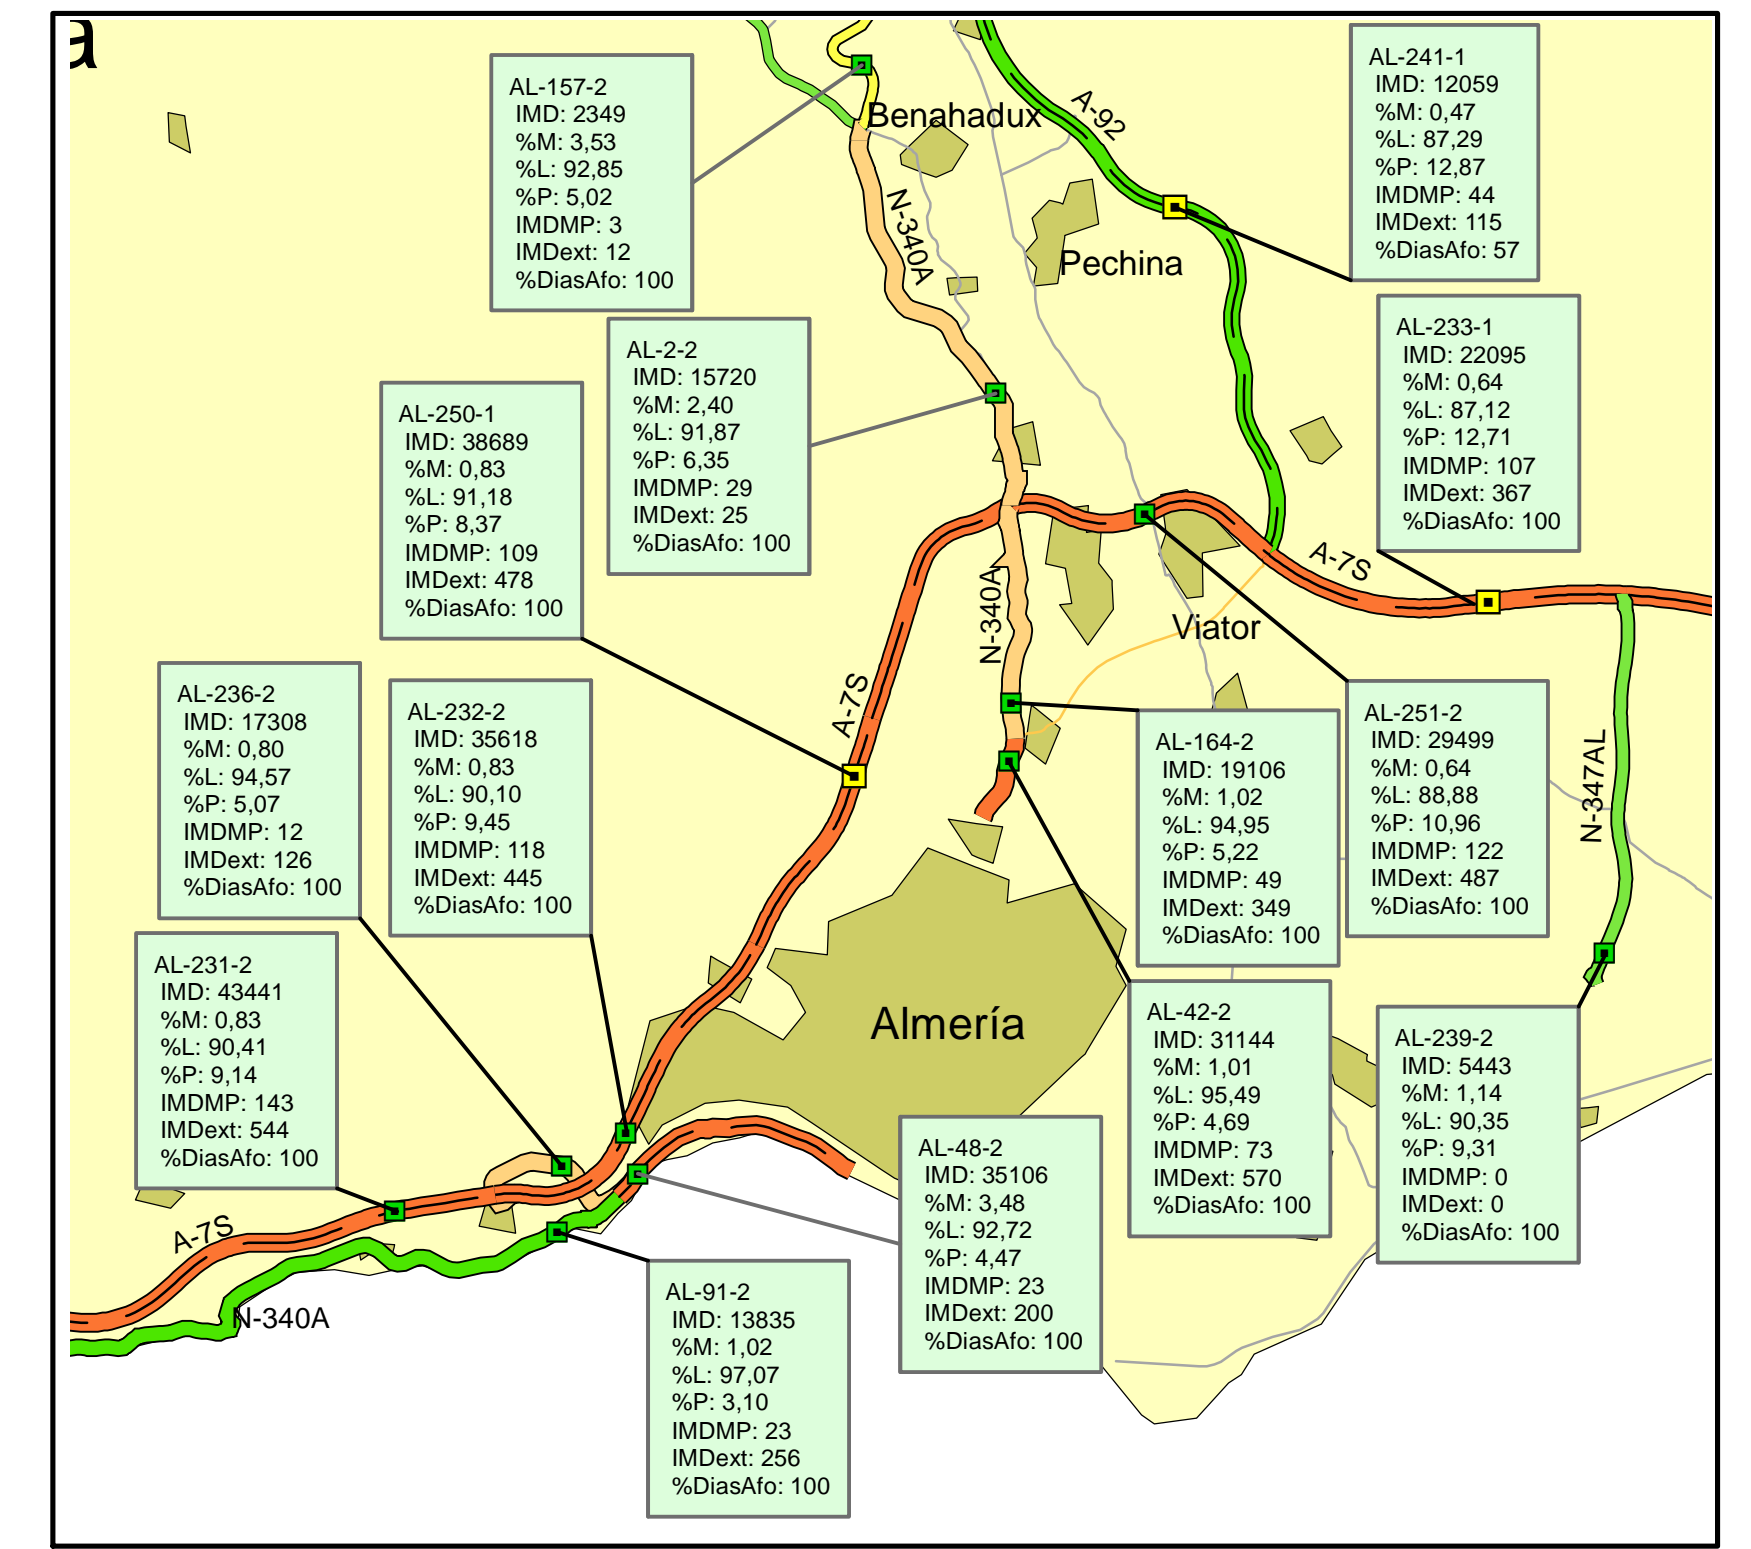 a
AL-157-2
IMD: 2349
%M: 3,53
%L: 92,85
%P: 5,02
IMDMP: 3
IMDext: 12
%DiasAfo: 100
Benahadux
A-92
AL-241-1
IMD: 12059
%M: 0,47
%L: 87,29
%P: 12,87
IMDMP: 44
IMDext: 115
%DiasAfo: 57
N-340A
Pechina
AL-233-1
IMD: 22095
%M: 0,64
%L: 87,12
%P: 12,71
IMDMP: 107
IMDext: 367
%DiasAfo: 100
AL-2-2
IMD: 15720
%M: 2,40
%L: 91,87
%P: 6,35
IMDMP: 29
IMDext: 25
%DiasAfo: 100
AL-250-1
IMD: 38689
%M: 0,83
%L: 91,18
%P: 8,37
IMDMP: 109
IMDext: 478
%DiasAfo: 100
A-7S
N-340A
Viator
A-7S
AL-236-2
IMD: 17308
%M: 0,80
%L: 94,57
%P: 5,07
IMDMP: 12
IMDext: 126
%DiasAfo: 100
AL-232-2
IMD: 35618
%M: 0,83
%L: 90,10
%P: 9,45
IMDMP: 118
IMDext: 445
%DiasAfo: 100
AL-164-2
IMD: 19106
%M: 1,02
%L: 94,95
%P: 5,22
IMDMP: 49
IMDext: 349
%DiasAfo: 100
AL-251-2
IMD: 29499
%M: 0,64
%L: 88,88
%P: 10,96
IMDMP: 122
IMDext: 487
%DiasAfo: 100
N-347AL
AL-231-2
IMD: 43441
%M: 0,83
%L: 90,41
%P: 9,14
IMDMP: 143
IMDext: 544
%DiasAfo: 100
Almería
AL-42-2
IMD: 31144
%M: 1,01
%L: 95,49
%P: 4,69
IMDMP: 73
IMDext: 570
%DiasAfo: 100
AL-239-2
IMD: 5443
%M: 1,14
%L: 90,35
%P: 9,31
IMDMP: 0
IMDext: 0
%DiasAfo: 100
AL-48-2
IMD: 35106
%M: 3,48
%L: 92,72
%P: 4,47
IMDMP: 23
IMDext: 200
%DiasAfo: 100
A-7S
N-340A
AL-91-2
IMD: 13835
%M: 1,02
%L: 97,07
%P: 3,10
IMDMP: 23
IMDext: 256
%DiasAfo: 100